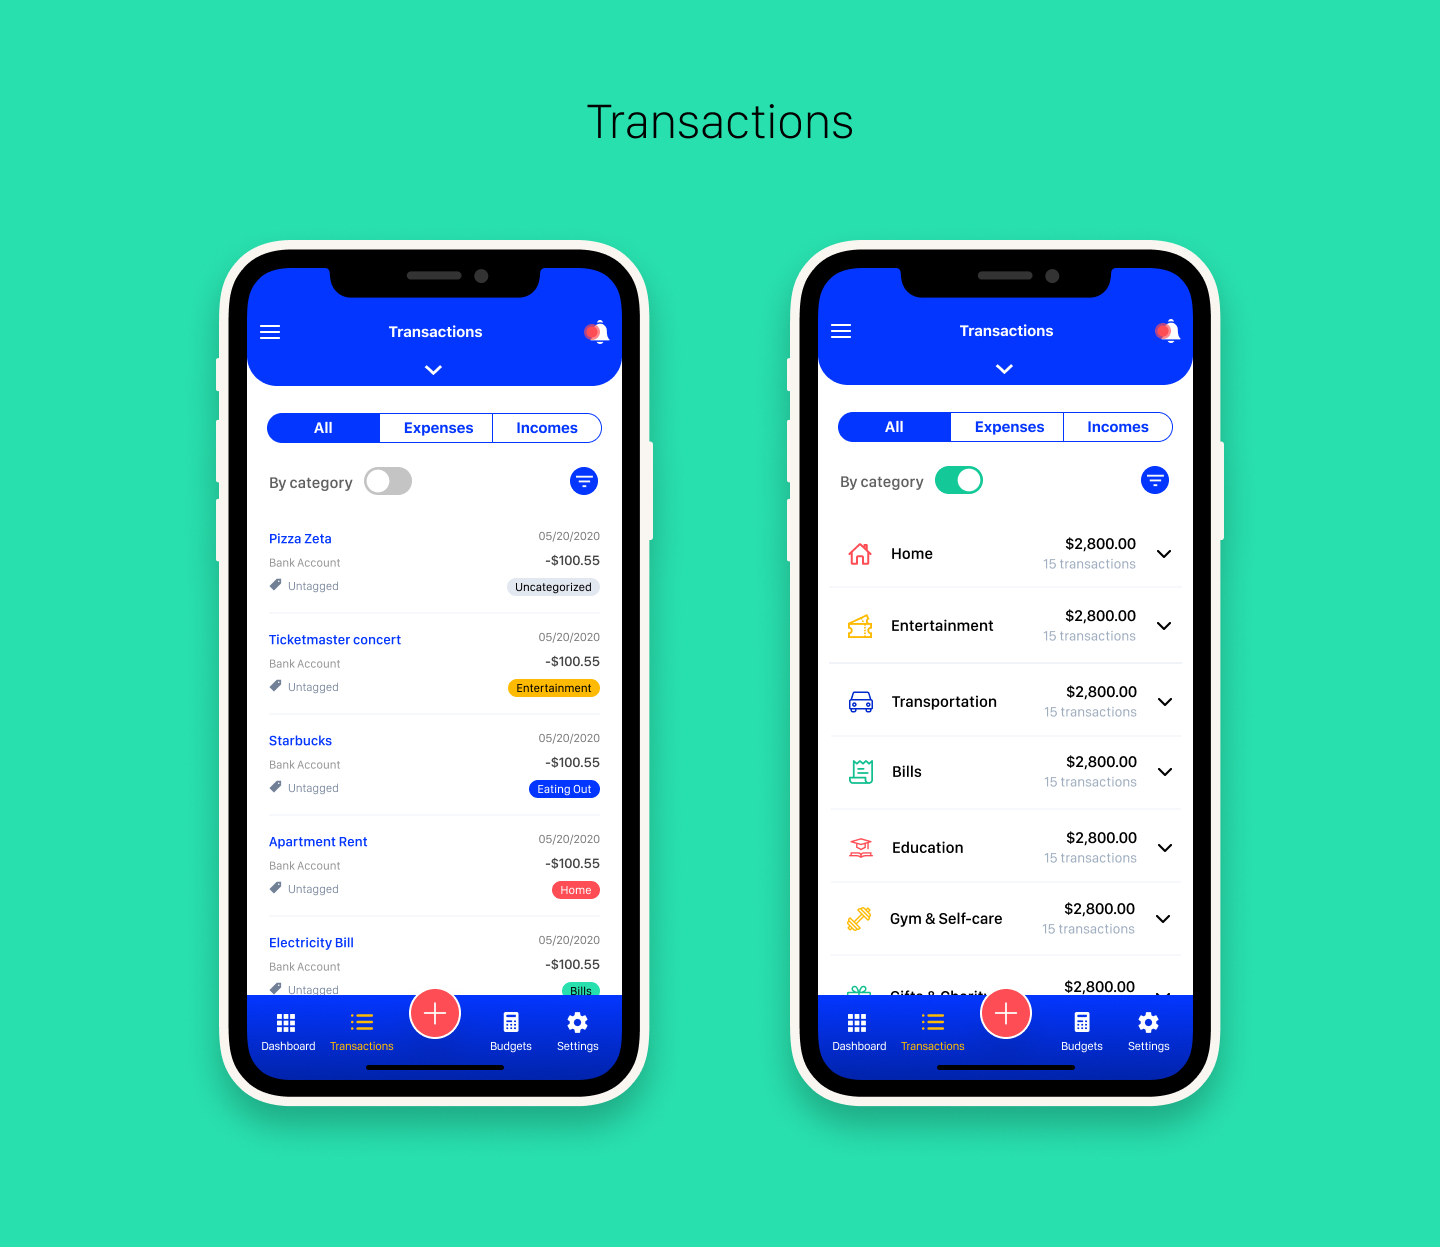 Transactions
Transactions
All Expenses Incomes
By category
Pizza Zeta 05/20/2020
Bank Account -$100.55
Untagged Uncategorized
Ticketmaster concert 05/20/2020
Bank Account -$100.55
Untagged Entertainment
Starbucks 05/20/2020
Bank Account -$100.55
Untagged Eating Out
Apartment Rent 05/20/2020
Bank Account -$100.55
Untagged Home
Electricity Bill 05/20/2020
Bank Account -$100.55
Untagged Bills
Dashboard Transactions Budgets Settings
Transactions
All Expenses Incomes
By category
Home $2,800.00
15 transactions
Entertainment $2,800.00
15 transactions
Transportation $2,800.00
15 transactions
Bills $2,800.00
15 transactions
Education $2,800.00
15 transactions
Gym & Self-care $2,800.00
15 transactions
Gifts & Charity $2,800.00
Dashboard Transactions Budgets Settings